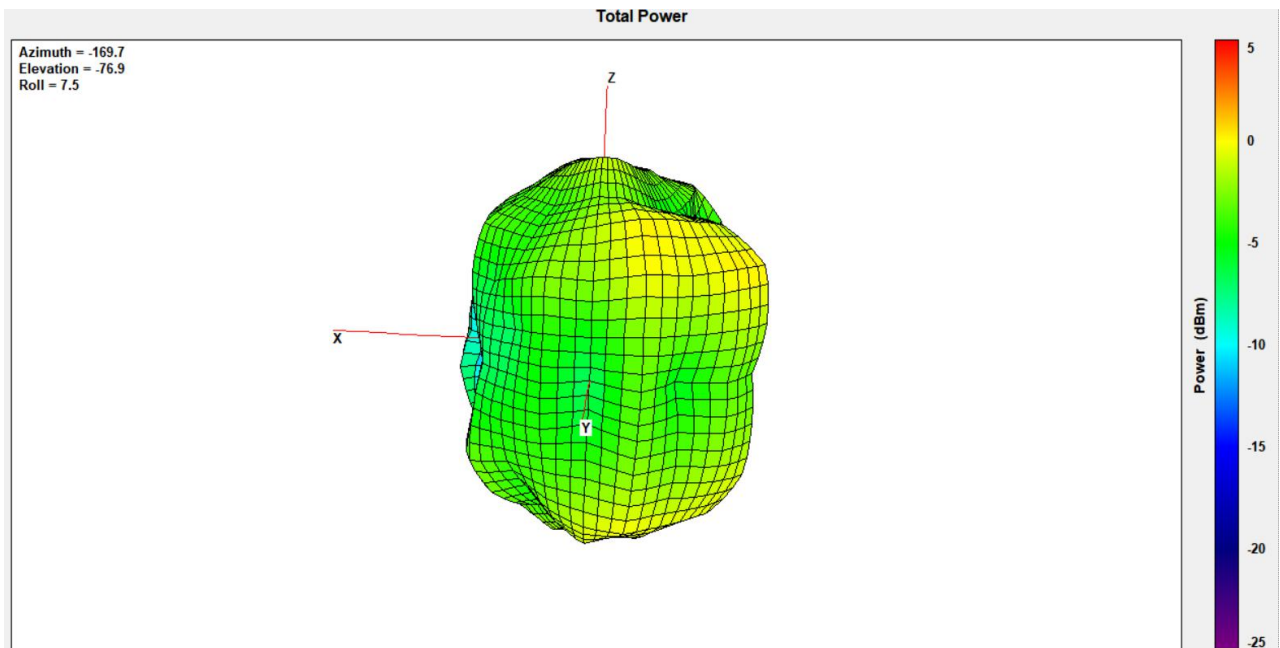 Total Power
Azimuth = -169.7
Elevation = -76.9
Roll = 7.5
Z
X
Y
5
0
-5
-10
-15
-20
-25
Power (dBm)